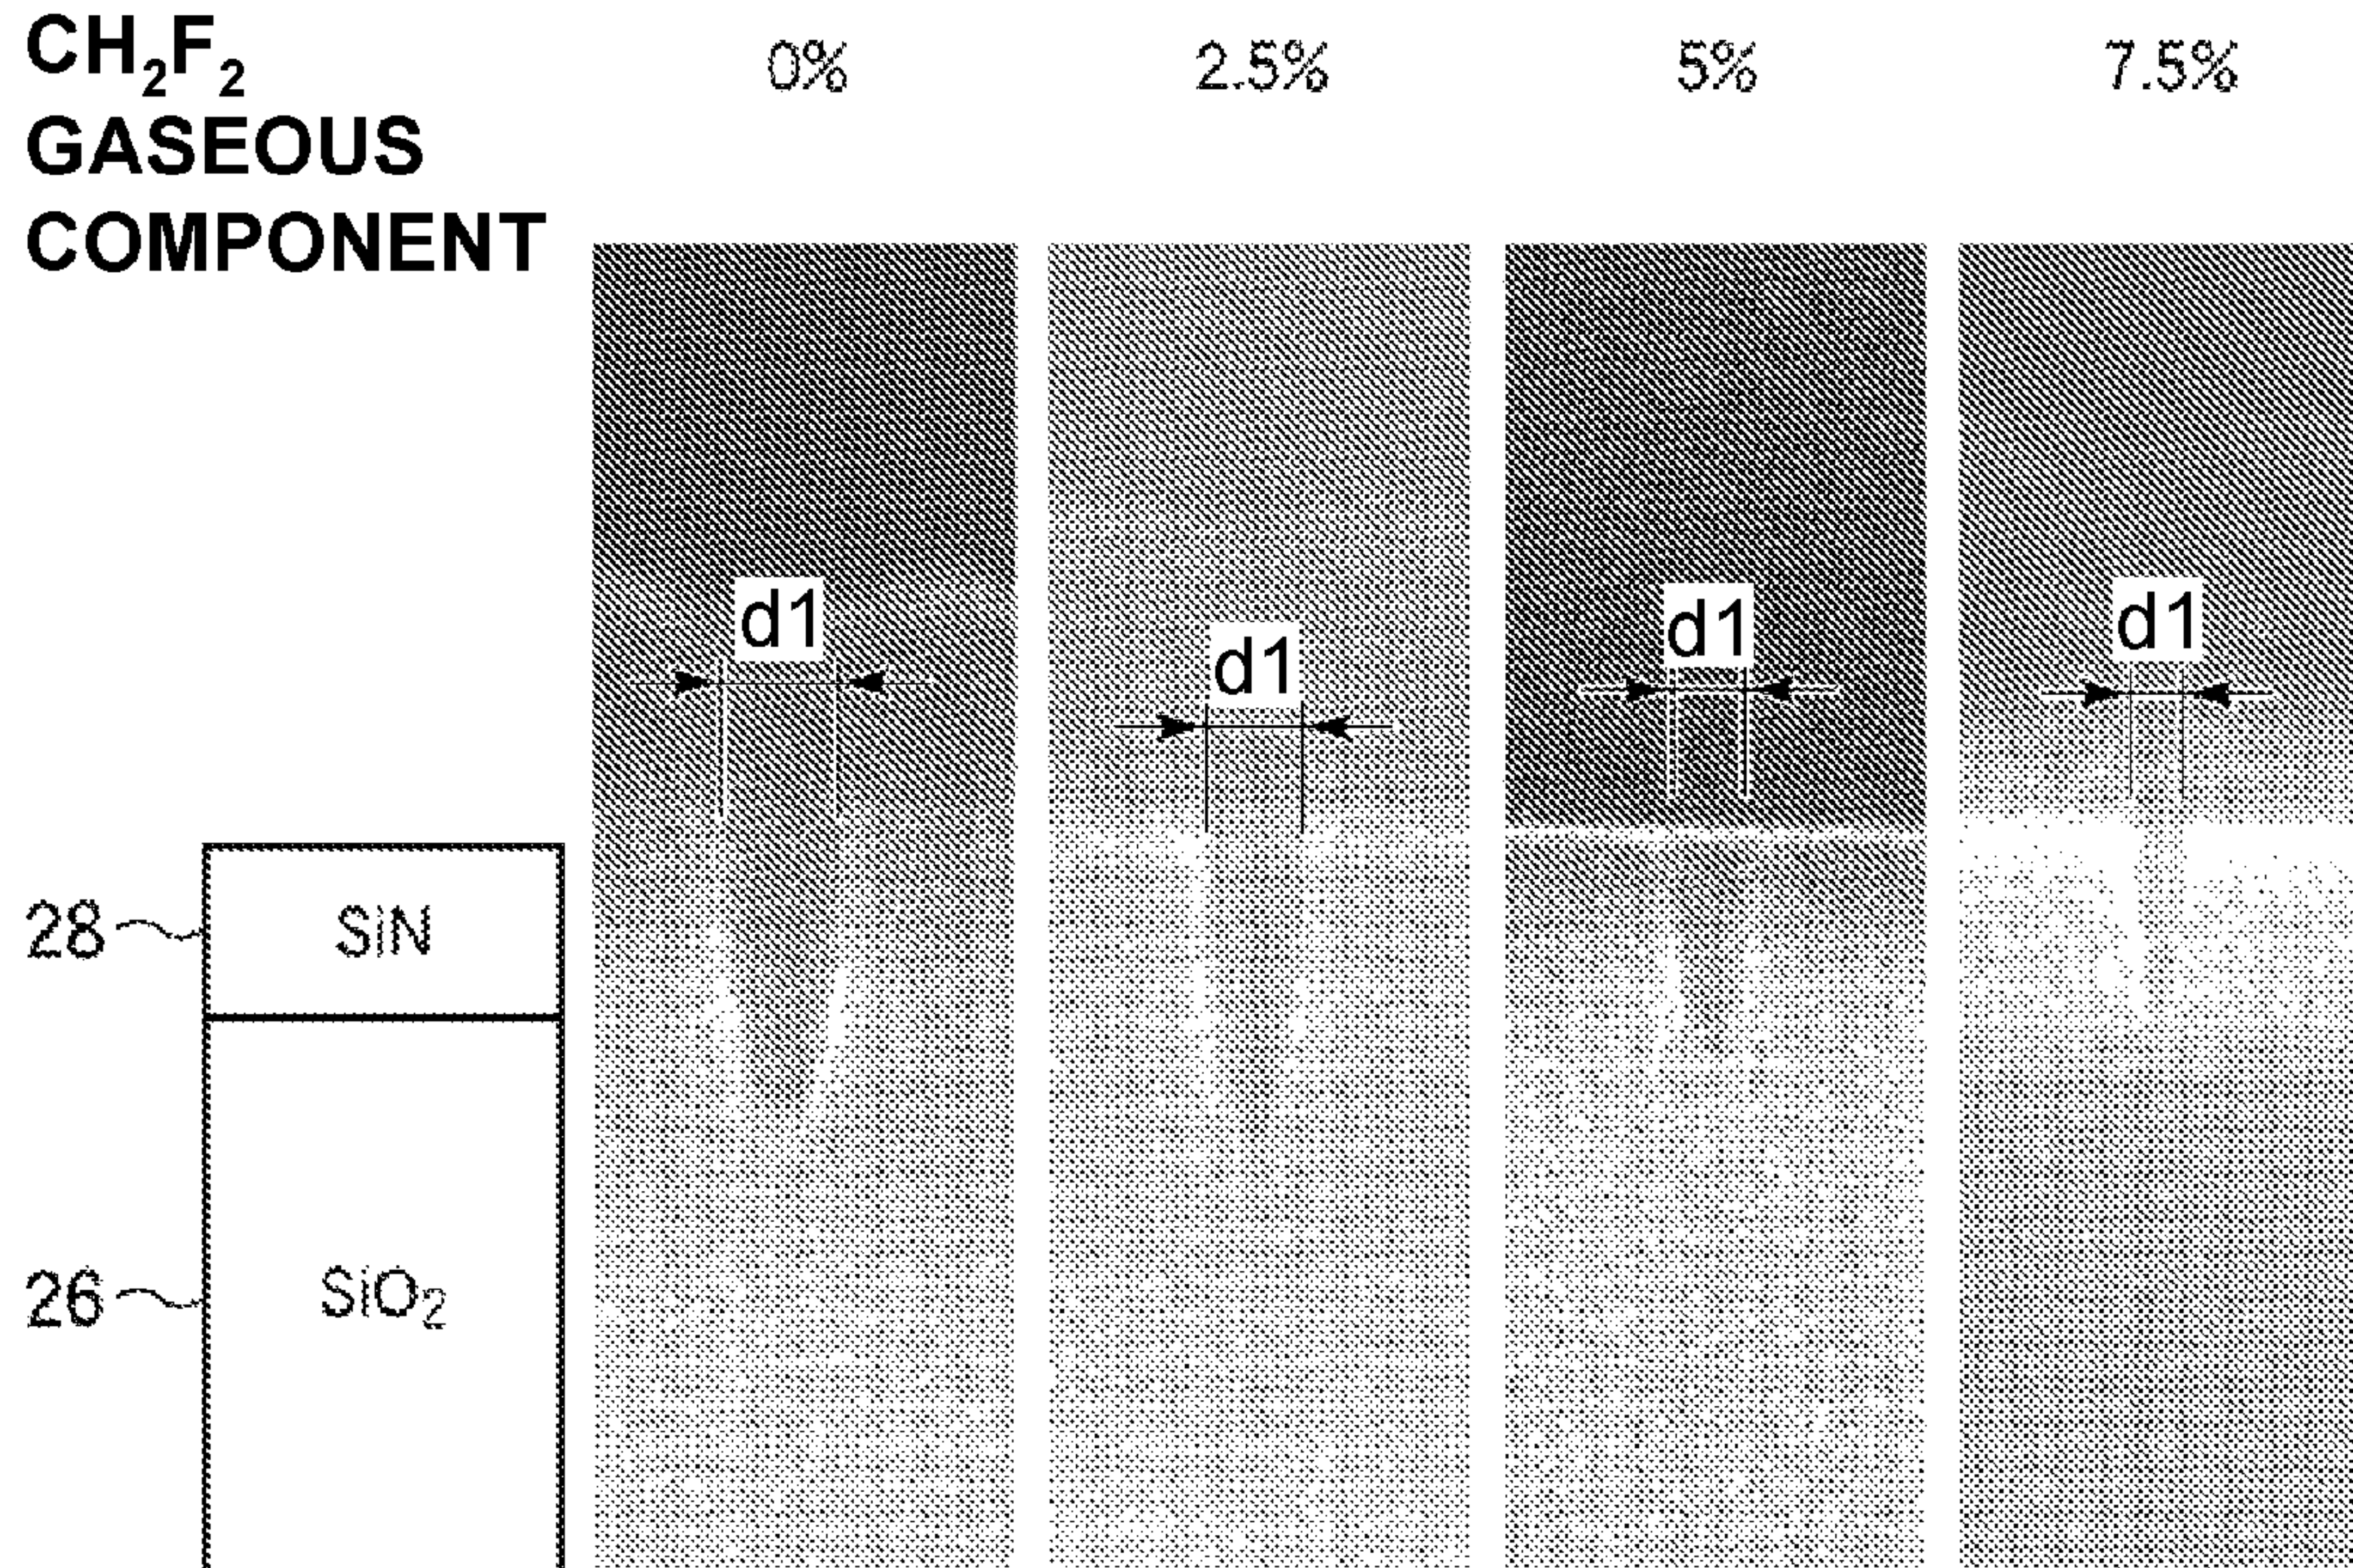 CH₂F₂
GASEOUS
COMPONENT
0% 2.5% 5% 7.5%
d1 d1 d1 d1
28 SiN
26 SiO₂